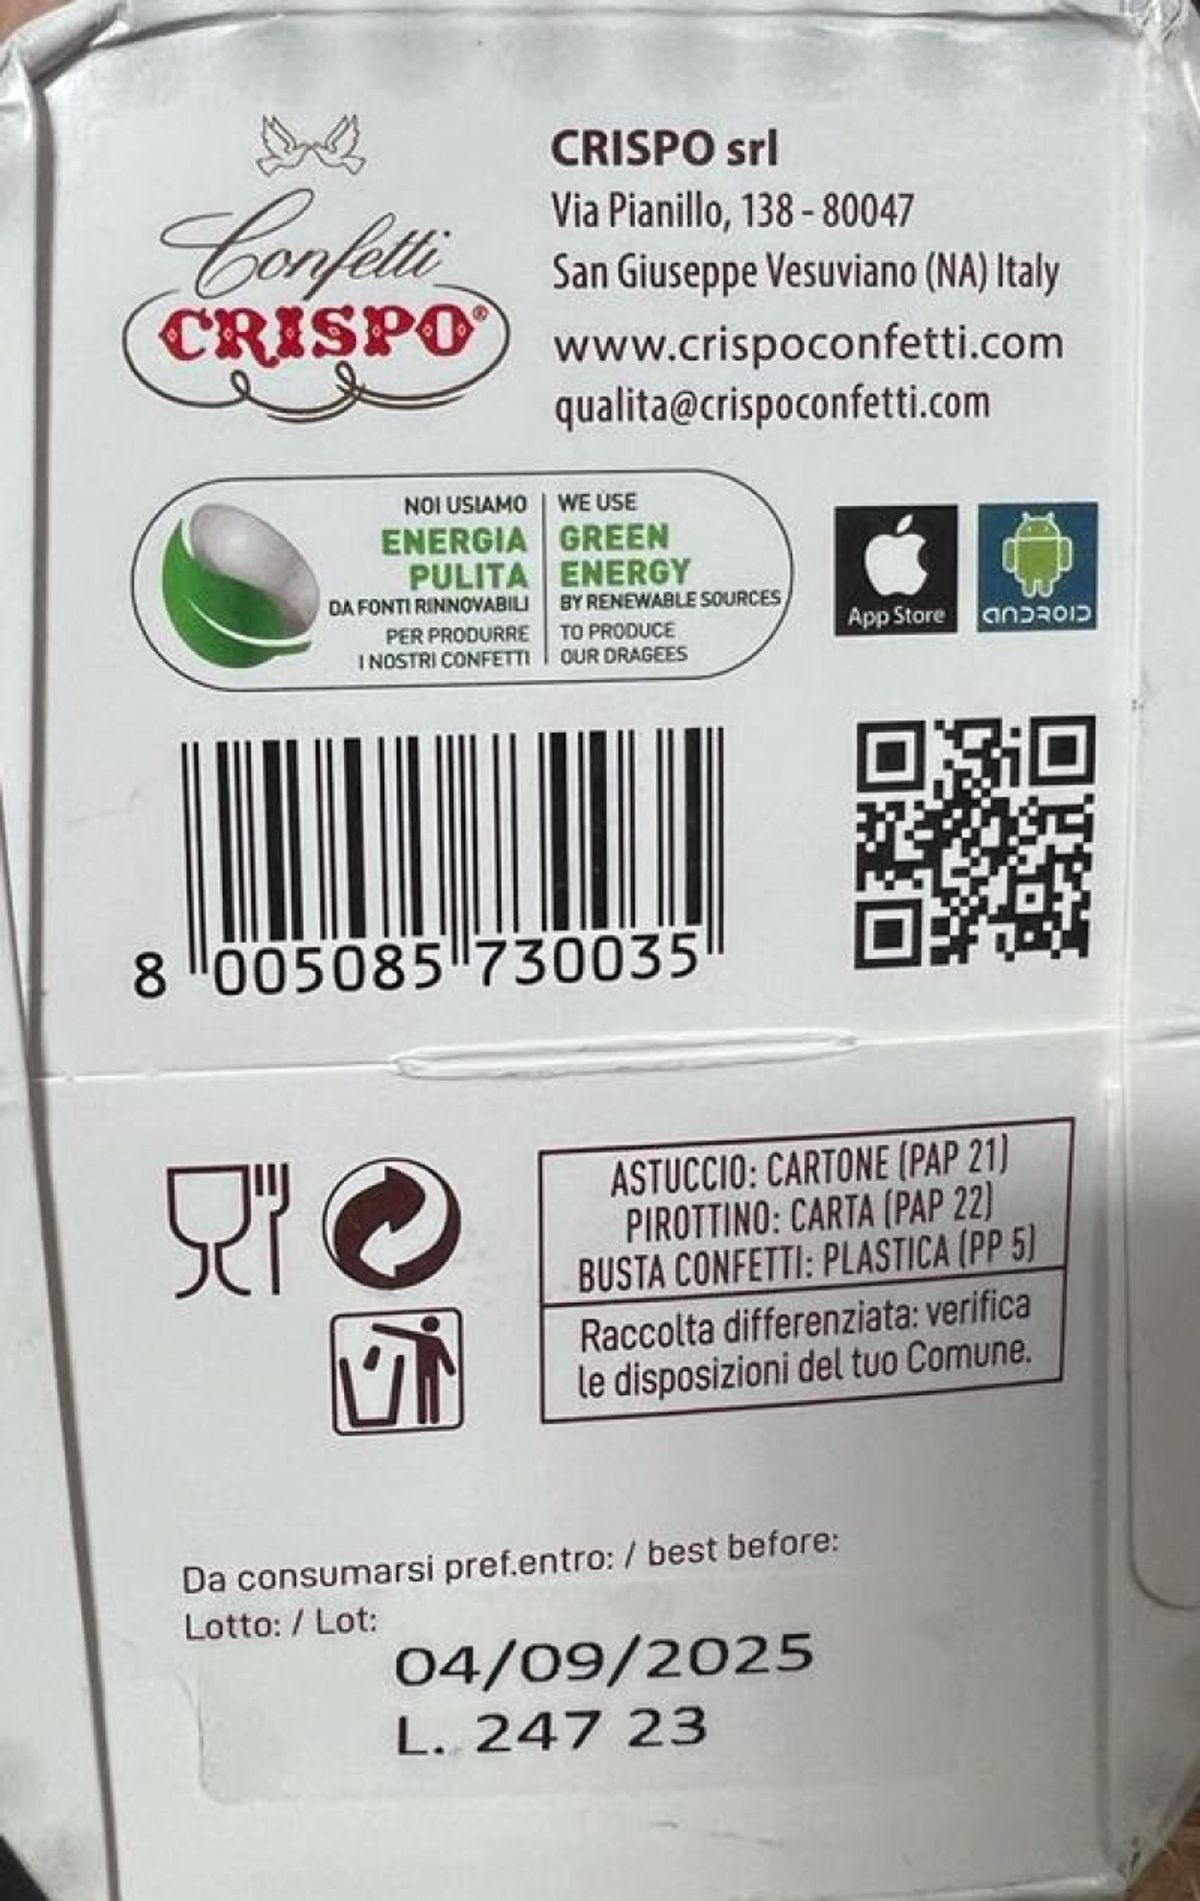 Confetti
CRISPO®
CRISPO srl
Via Pianillo, 138 - 80047
San Giuseppe Vesuviano (NA) Italy
www.crispoconfetti.com
qualita@crispoconfetti.com
NOI USIAMO
ENERGIA
PULITA
DA FONTI RINNOVABILI
PER PRODURRE
I NOSTRI CONFETTI
WE USE
GREEN
ENERGY
BY RENEWABLE SOURCES
TO PRODUCE
OUR DRAGEES
App Store
ANDROID
8 005085 730035
ASTUCCIO: CARTONE (PAP 21)
PIROTTINO: CARTA (PAP 22)
BUSTA CONFETTI: PLASTICA (PP 5)
Raccolta differenziata: verifica
le disposizioni del tuo Comune.
Da consumarsi pref.entro: / best before:
Lotto: / Lot:
04/09/2025
L. 247 23